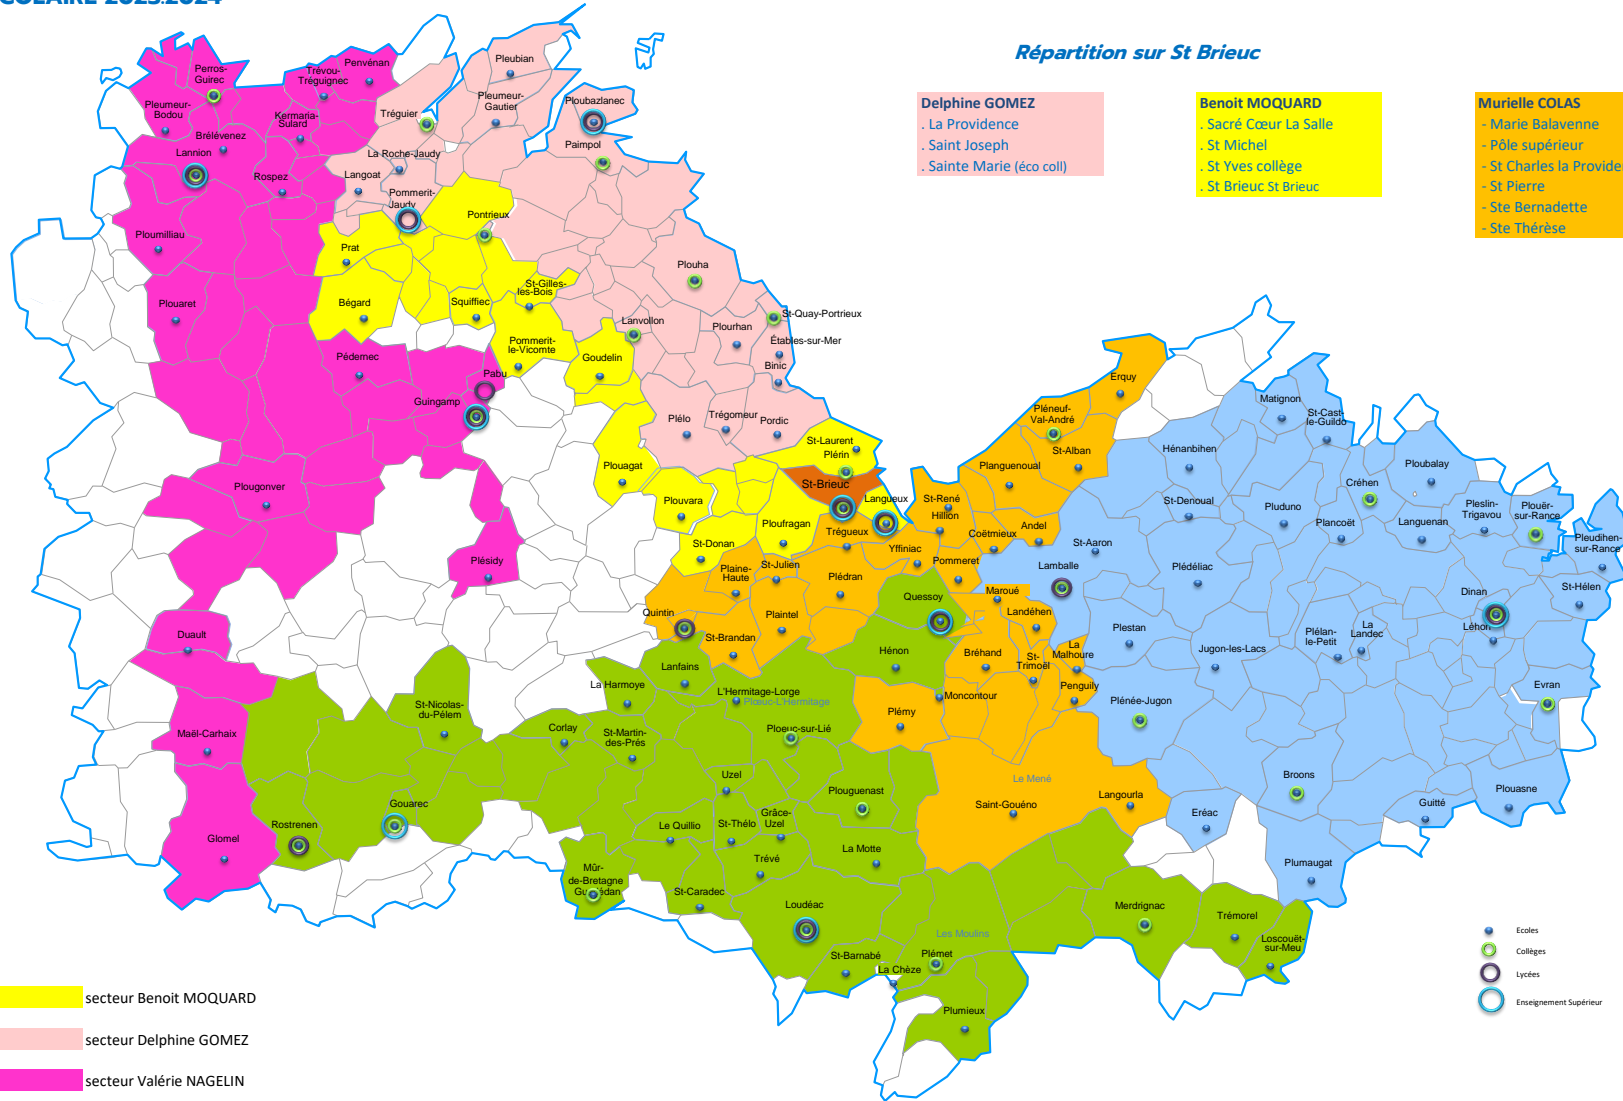 COLAIRE 2023.2024
Répartition sur St Brieuc
Delphine GOMEZ
. La Providence
. Saint Joseph
. Sainte Marie (éco coll)
Benoit MOQUARD
. Sacré Cœur La Salle
. St Michel
. St Yves collège
. St Brieuc St Brieuc
Murielle COLAS
- Marie Balavenne
- Pôle supérieur
- St Charles la Provide
- St Pierre
- Ste Bernadette
- Ste Thérèse
Perros-
Guirec
Trévou-
Tréguignec
Penvénan
Pleumeur-
Bodou
Kermaria-
Sulard
Brélévenez
Lannion
Rospez
Ploumilliau
Plouaret
Tréguier
La Roche-Jaudy
Langoat
Pommerit-
Jaudy
Pleubian
Pleumeur-
Gautier
Ploubazlanec
Paimpol
Pontrieux
Prat
Bégard
Squiffiec
St-Gilles-
les-Bois
Pommerit-
le-Vicomte
Plouha
Lanvollon
Plourhan
St-Quay-Portrieux
Étables-sur-Mer
Binic
Goudelin
Pédernec
Pabu
Guingamp
Plélo
Trégomeur
Pordic
St-Laurent
Plérin
St-Brieuc
Langueux
Plouagat
Plouvara
Ploufragan
St-Donan
Trégueux
Plougonver
Plésidy
Duault
Maël-Carhaix
Glomel
Erquy
Pléneuf-
Val-André
St-Alban
Planguenoual
St-René
Hillion
Coëtmieux
Andel
Yffiniac
Pommeret
Plaine-
Haute
St-Julien
Plédran
Quintin
St-Brandan
Plaintel
Quessoy
Maroué
Landéhen
Hénon
Bréhand
St-
Trimoël
La
Malhoure
Penguily
Moncontour
Plémy
Le Mené
Saint-Gouéno
Langourla
Matignon
St-Cast-
le-Guildo
Hénanbihen
St-Denoual
Pluduno
Créhen
Ploubalay
Plancoët
Languenan
Pleslin-
Trigavou
Plouër-
sur-Rance
Pleudihen-
sur-Rance
St-Aaron
Lamballe
Plédéliac
Dinan
St-Hélen
Léhon
Plestan
Plélan-
le-Petit
La
Landec
Jugon-les-Lacs
Evran
Plénée-Jugon
Broons
Plouasne
Guitté
Eréac
Plumaugat
Lanfains
La Harmoye
L'Hermitage-Lorge
Plœuc-L'Hermitage
Ploeuc-sur-Lié
St-Nicolas-
du-Pélem
Corlay
St-Martin-
des-Prés
Uzel
Plouguenast
Gouarec
Rostrenen
Le Quillio
St-Thélo
Grâce-
Uzel
La Motte
Trévé
Mûr-
de-Bretagne
St-Caradec
Loudéac
Les Moulins
Merdrignac
Trémorel
Loscouët-
sur-Meu
St-Barnabé
La Chèze
Plémet
Plumieux
Ecoles
Collèges
Lycées
Enseignement Supérieur
secteur Benoit MOQUARD
secteur Delphine GOMEZ
secteur Valérie NAGELIN